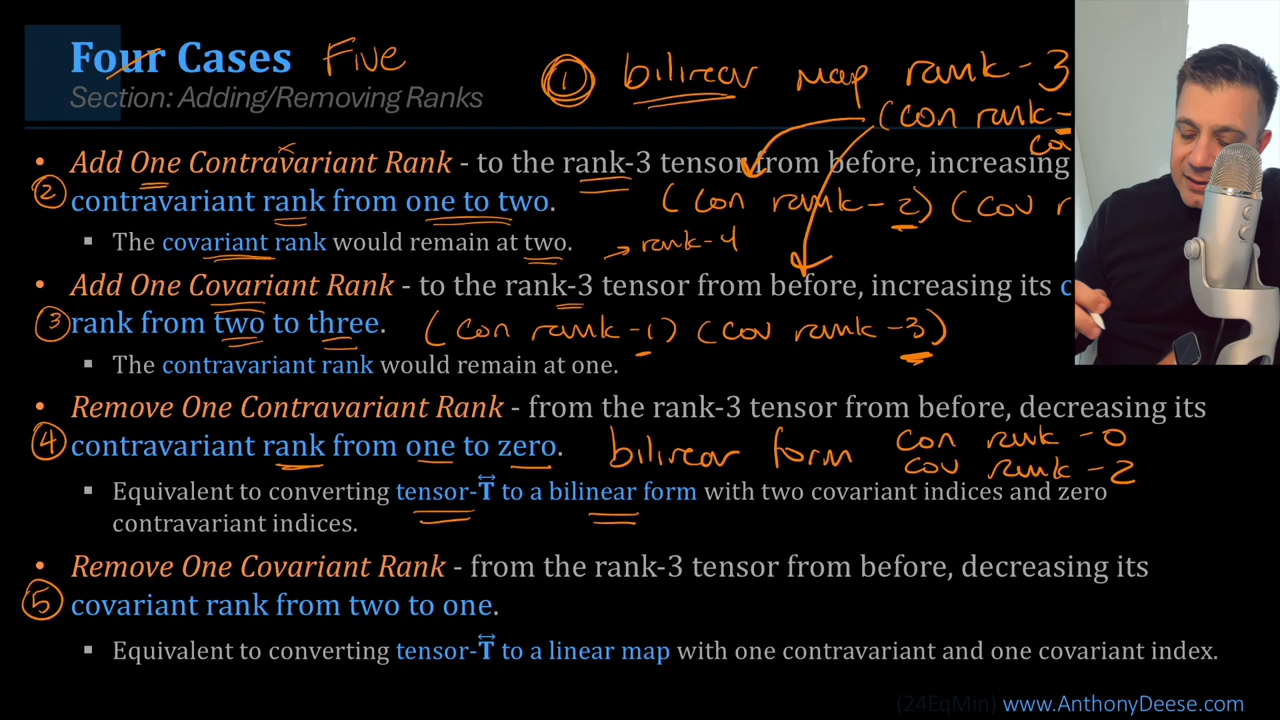 Four Cases Five
Section: Adding/Removing Ranks
① bilinear map rank-3
(con rank-
• Add One Contravariant Rank - to the rank-3 tensor from before, increasing
② contravariant rank from one to two. (con rank-2) (cov r
▪ The covariant rank would remain at two. → rank-4
• Add One Covariant Rank - to the rank-3 tensor from before, increasing its c
③ rank from two to three. (con rank-1) (cov rank-3)
▪ The contravariant rank would remain at one.
• Remove One Contravariant Rank - from the rank-3 tensor from before, decreasing its
④ contravariant rank from one to zero. bilinear form con rank-0
cov rank-2
▪ Equivalent to converting tensor-T⃡ to a bilinear form with two covariant indices and zero
contravariant indices.
• Remove One Covariant Rank - from the rank-3 tensor from before, decreasing its
⑤ covariant rank from two to one.
▪ Equivalent to converting tensor-T⃡ to a linear map with one contravariant and one covariant index.
(24EqMin) www.AnthonyDeese.com